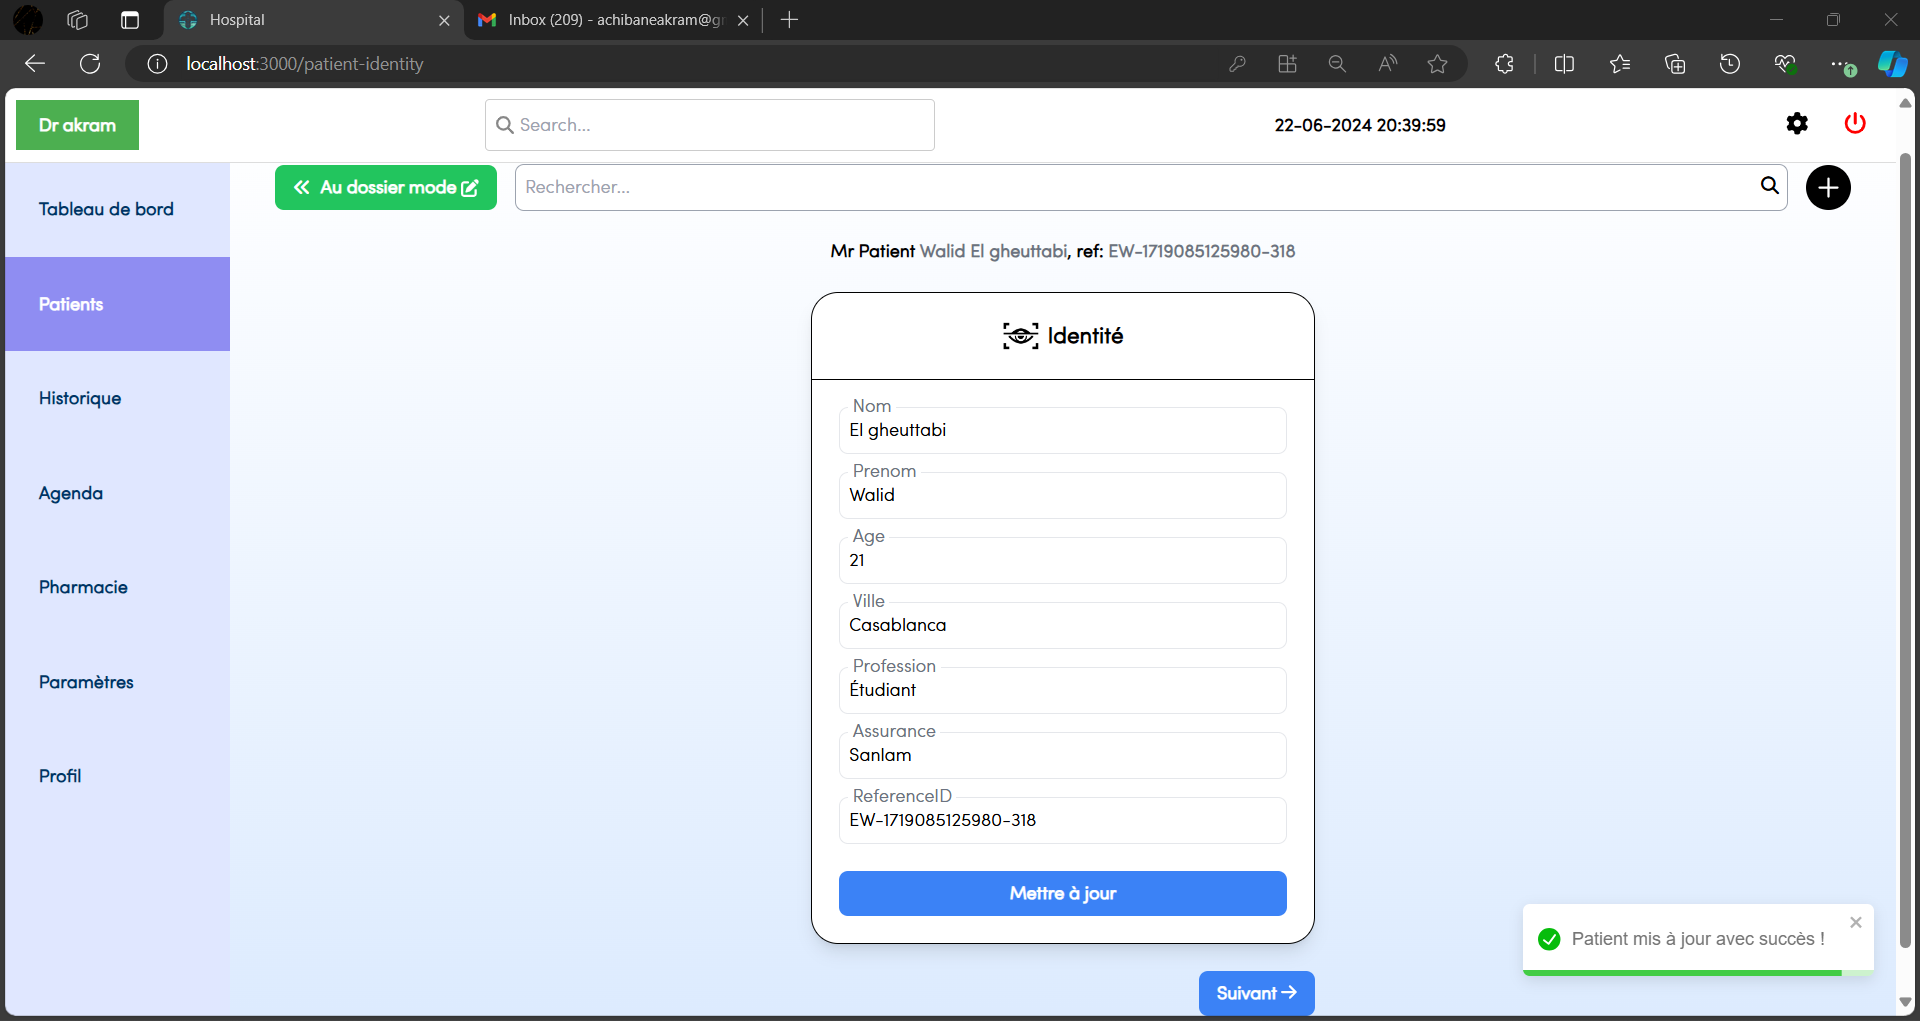 Hospital
Inbox (209) - achibaneakram@gr
localhost:3000/patient-identity
Dr akram
Search...
22-06-2024 20:39:59
Au dossier mode
Rechercher...
Tableau de bord
Patients
Historique
Agenda
Pharmacie
Paramètres
Profil
Mr Patient Walid El gheuttabi, ref: EW-1719085125980-318
Identité
Nom
El gheuttabi
Prenom
Walid
Age
21
Ville
Casablanca
Profession
Étudiant
Assurance
Sanlam
ReferenceID
EW-1719085125980-318
Mettre à jour
Suivant
Patient mis à jour avec succès !